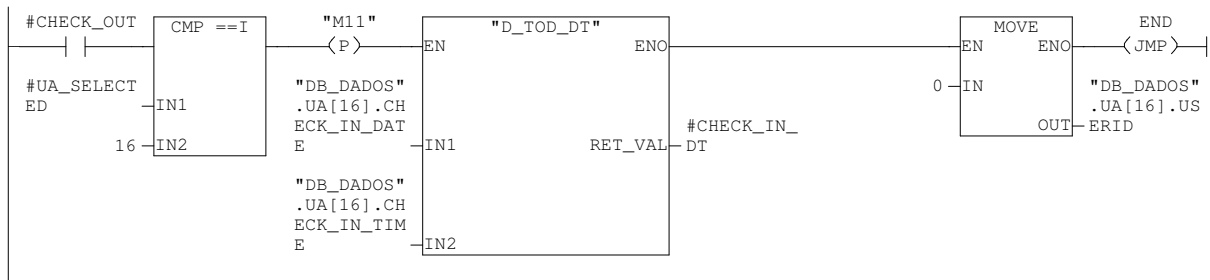 #CHECK_OUT
CMP ==I
"M11"
P
"D_TOD_DT"
MOVE
END
EN
ENO
EN
ENO
JMP
#UA_SELECT
ED
IN1
16
IN2
"DB_DADOS"
.UA[16].CH
ECK_IN_DAT
E
IN1
"DB_DADOS"
.UA[16].CH
ECK_IN_TIM
E
IN2
RET_VAL
#CHECK_IN_
DT
0
IN
OUT
"DB_DADOS"
.UA[16].US
ERID